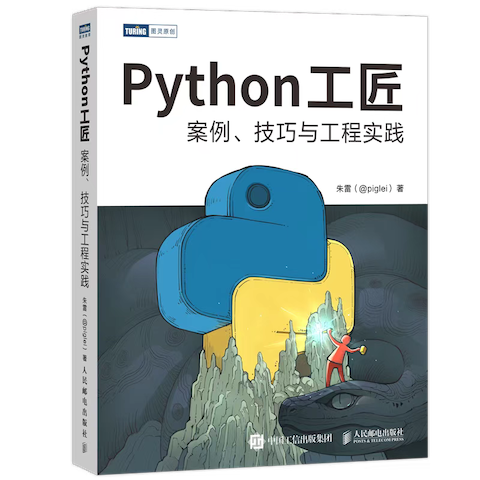 TURING 图灵原创
Python工匠
案例、技巧与工程实践
朱雷（@piglei）著
中国工信出版集团
人民邮电出版社
POSTS & TELECOM PRESS
Python工匠
案例、技巧与工程实践
朱雷（@piglei）著
人民邮电出版社